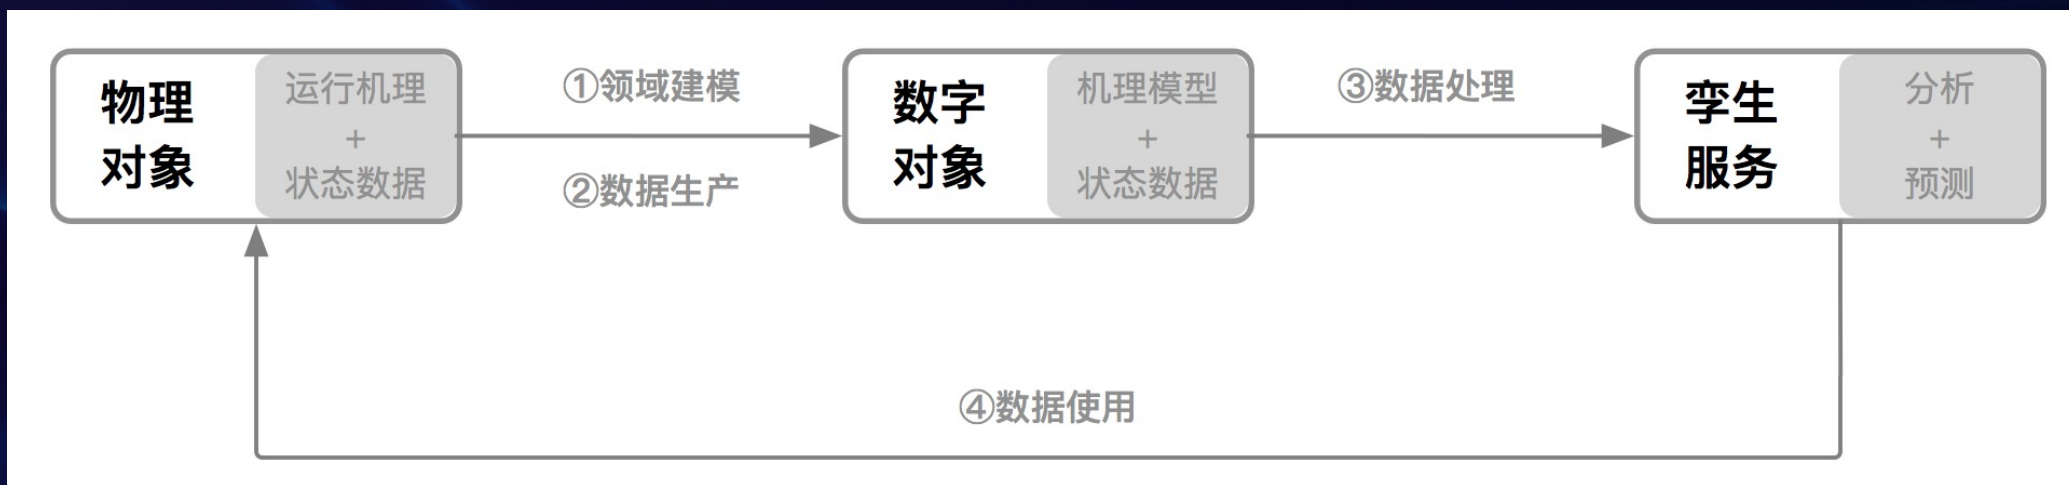 物理
对象
运行机理
+
状态数据
①领域建模
②数据生产
数字
对象
机理模型
+
状态数据
③数据处理
孪生
服务
分析
+
预测
④数据使用